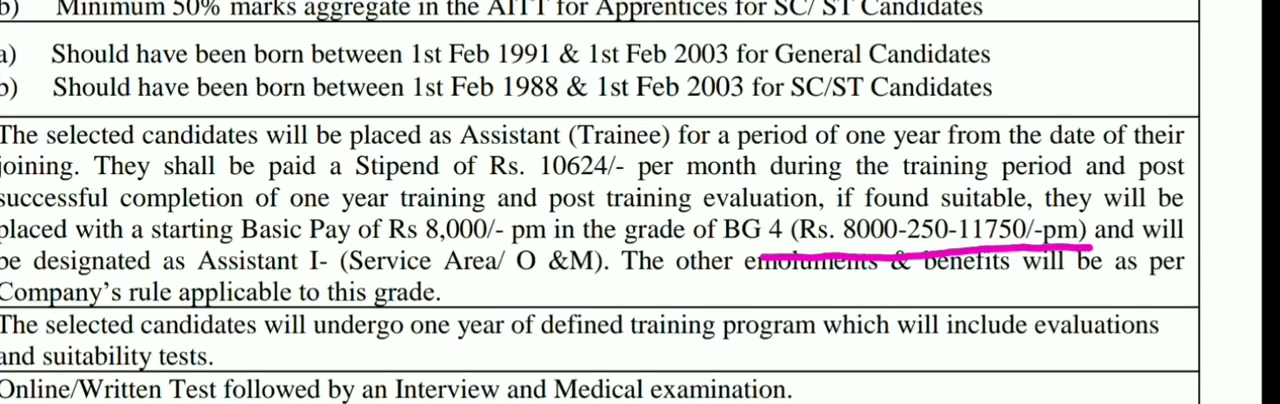 b) Minimum 50% marks aggregate in the AITT for Apprentices for SC/ ST Candidates
a) Should have been born between 1st Feb 1991 & 1st Feb 2003 for General Candidates
b) Should have been born between 1st Feb 1988 & 1st Feb 2003 for SC/ST Candidates
The selected candidates will be placed as Assistant (Trainee) for a period of one year from the date of their
joining. They shall be paid a Stipend of Rs. 10624/- per month during the training period and post
successful completion of one year training and post training evaluation, if found suitable, they will be
placed with a starting Basic Pay of Rs 8,000/- pm in the grade of BG 4 (Rs. 8000-250-11750/-pm) and will
be designated as Assistant I- (Service Area/ O &M). The other emoluments & benefits will be as per
Company's rule applicable to this grade.
The selected candidates will undergo one year of defined training program which will include evaluations
and suitability tests.
Online/Written Test followed by an Interview and Medical examination.